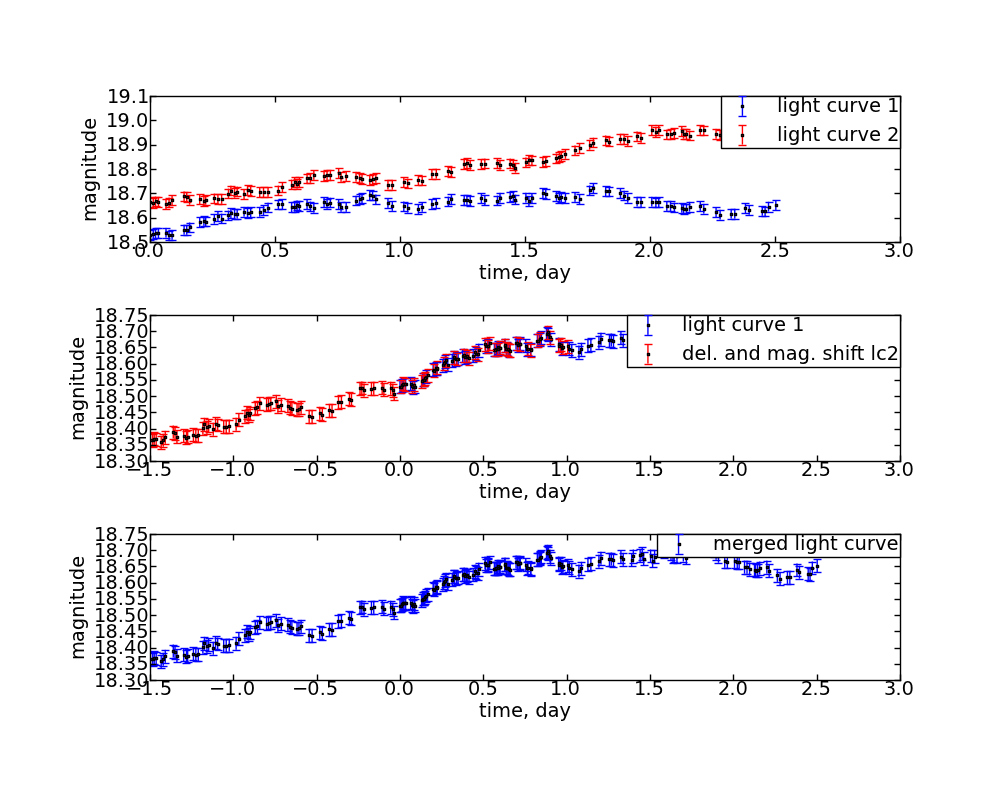 19.1
light curve 1
19.0
light curve 2
18.9
18.8
18.7
18.6
18.5
magnitude
0.0 0.5 1.0 1.5 2.0 2.5 3.0
time, day
18.75
light curve 1
18.70
del. and mag. shift lc2
18.65
18.60
18.55
18.50
18.45
18.40
18.35
18.30
magnitude
−1.5 −1.0 −0.5 0.0 0.5 1.0 1.5 2.0 2.5 3.0
time, day
18.75
merged light curve
18.70
18.65
18.60
18.55
18.50
18.45
18.40
18.35
18.30
magnitude
−1.5 −1.0 −0.5 0.0 0.5 1.0 1.5 2.0 2.5 3.0
time, day